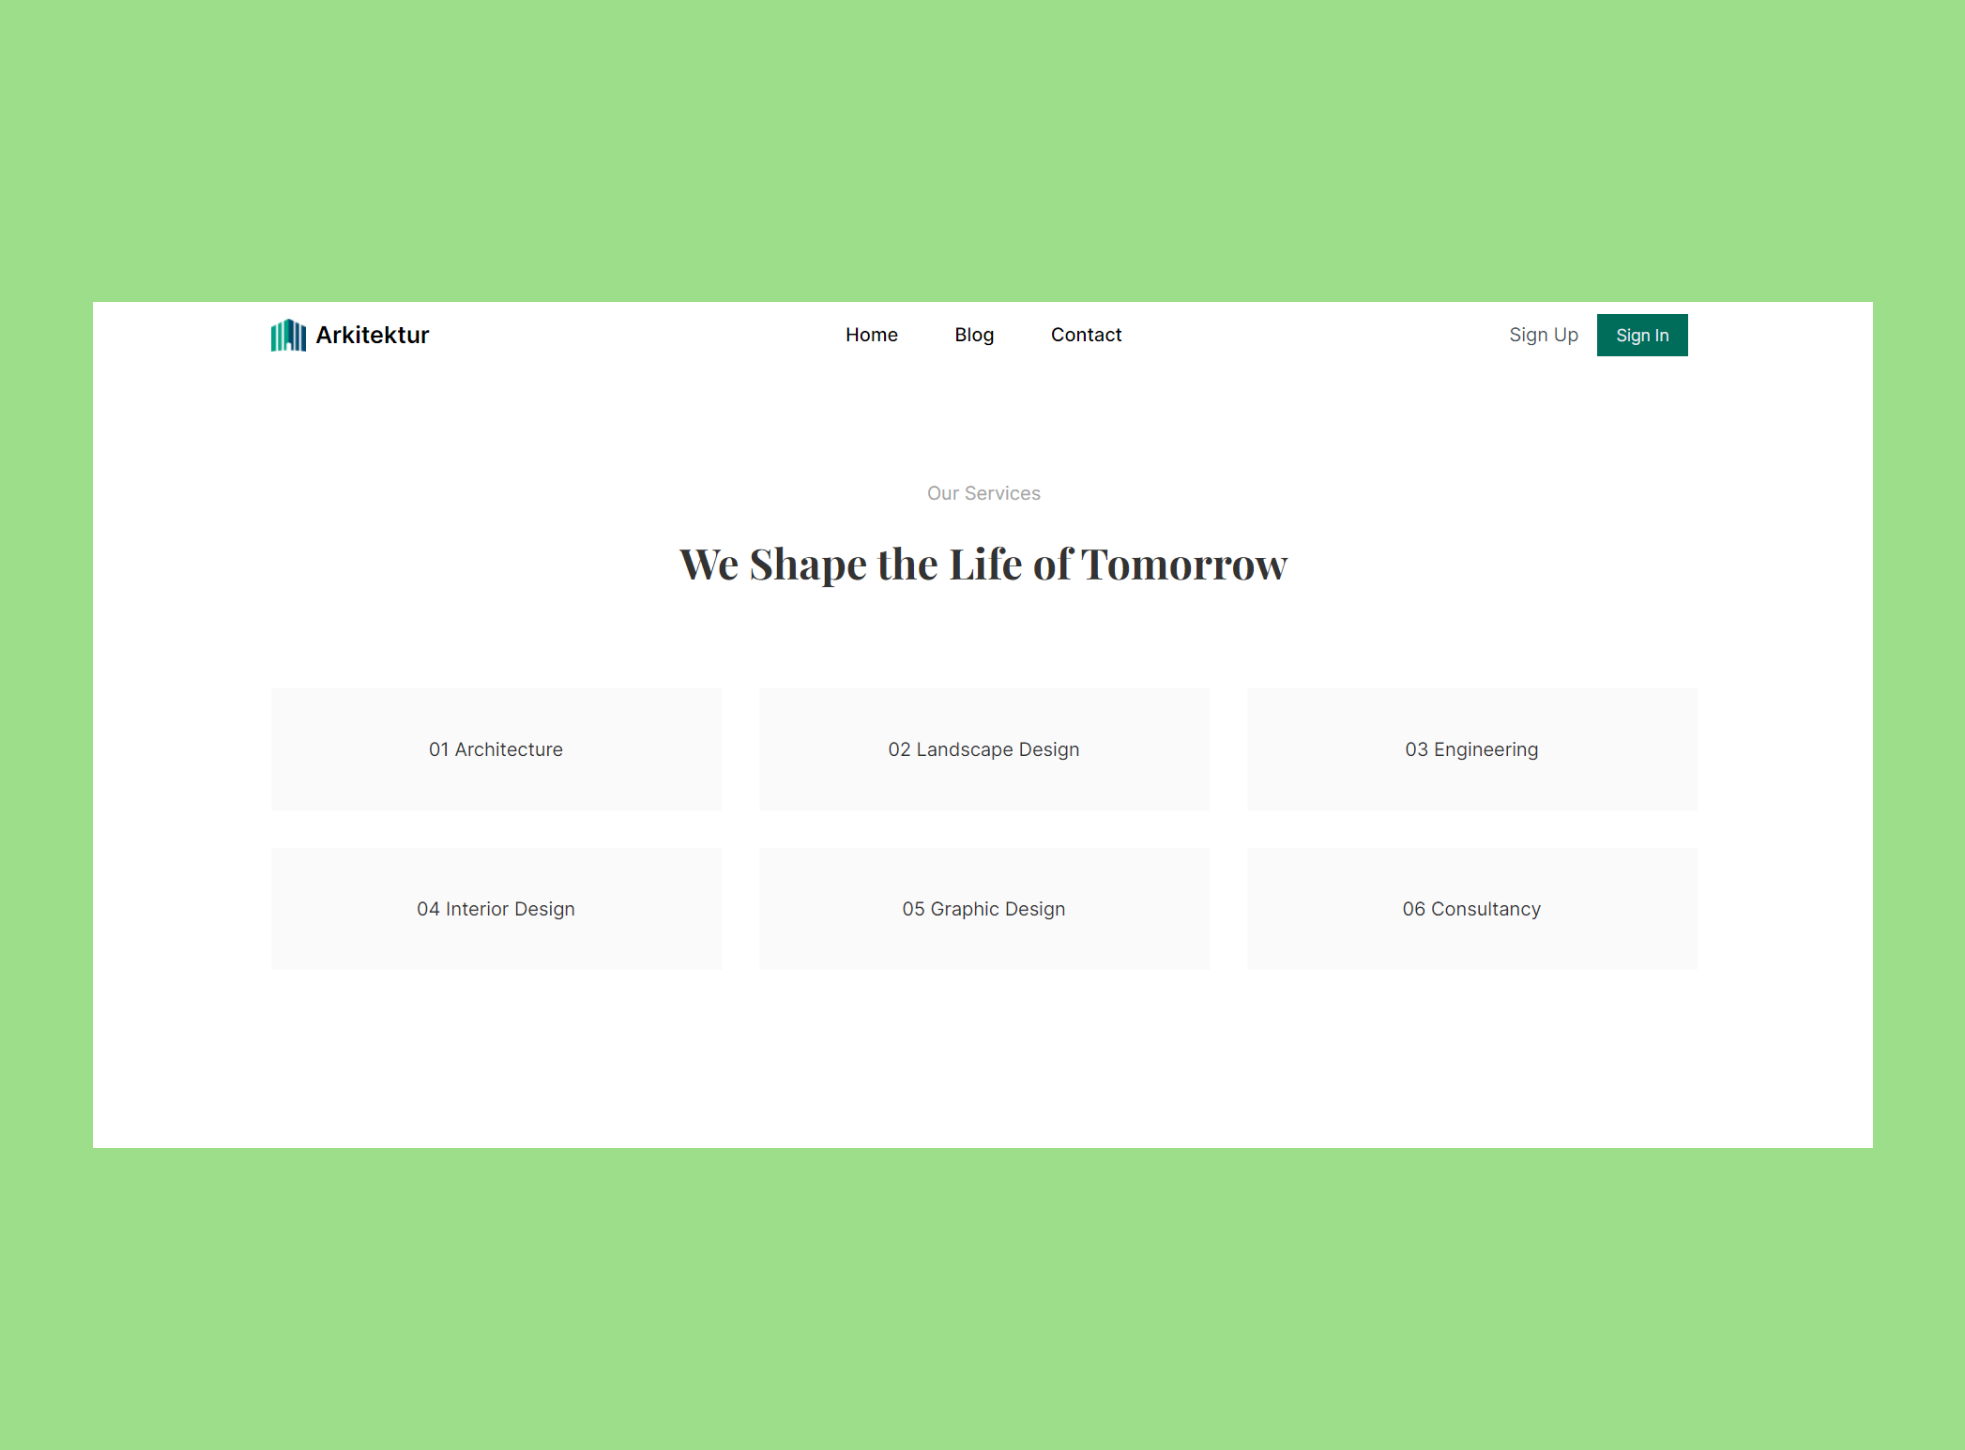 Arkitektur
Home
Blog
Contact
Sign Up
Sign In
Our Services
We Shape the Life of Tomorrow
01 Architecture
02 Landscape Design
03 Engineering
04 Interior Design
05 Graphic Design
06 Consultancy